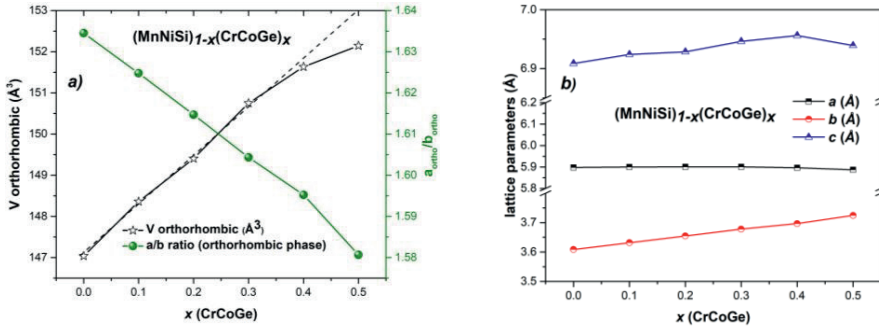 (MnNiSi)1-x(CrCoGe)x
a)
153
152
151
150
149
148
147
V orthorhombic (Å³)
1.64
1.63
1.62
1.61
1.60
1.59
1.58
a_ortho/b_ortho
V orthorhombic (Å³)
a/b ratio (orthorhombic phase)
0.0 0.1 0.2 0.3 0.4 0.5
x (CrCoGe)
b)
7.0
6.9
6.2
6.1
6.0
5.9
5.8
3.7
3.6
3.5
lattice parameters (Å)
(MnNiSi)1-x(CrCoGe)x
a (Å)
b (Å)
c (Å)
0.0 0.1 0.2 0.3 0.4 0.5
x (CrCoGe)